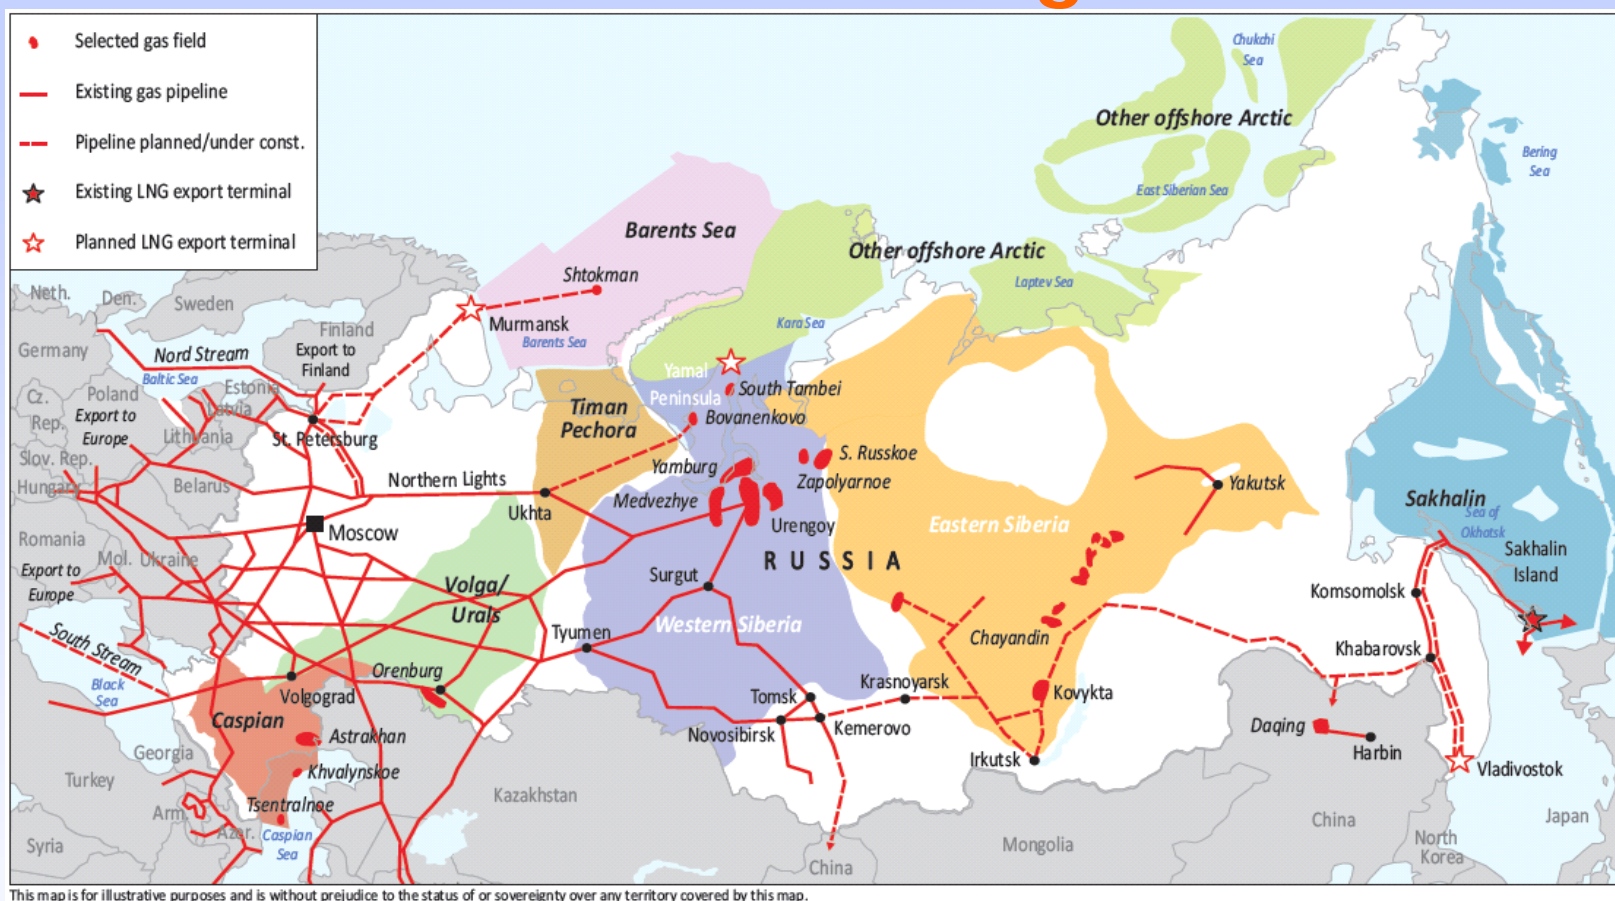 Selected gas field
Existing gas pipeline
Pipeline planned/under const.
Existing LNG export terminal
Planned LNG export terminal
Chukchi
Sea
Other offshore Arctic
East Siberian Sea
Bering
Sea
Barents Sea
Other offshore Arctic
Shtokman
Laptev Sea
Kara Sea
Murmansk
Barents Sea
Neth.
Den.
Sweden
Finland
Germany
Nord Stream
Export to
Finland
Baltic Sea
Estonia
Latvia
Lithuania
Poland
Cz.
Rep.
Export to
Europe
Slov. Rep.
Hungary
Belarus
St. Petersburg
Yamal
Peninsula
South Tambei
Bovanenkovo
Timan
Pechora
Yamburg
S. Russkoe
Zapolyarnoe
Medvezhye
Urengoy
Northern Lights
Ukhta
Yakutsk
Eastern Siberia
Sakhalin
Sea of
Okhotsk
Sakhalin
Island
Moscow
RUSSIA
Romania
Mol.
Ukraine
Export to
Europe
Volga/
Urals
Surgut
Western Siberia
Tyumen
Chayandin
Komsomolsk
Khabarovsk
South Stream
Black
Sea
Orenburg
Volgograd
Caspian
Tomsk
Krasnoyarsk
Kovykta
Novosibirsk
Kemerovo
Irkutsk
Daqing
Harbin
Vladivostok
Astrakhan
Georgia
Khvalynskoe
Turkey
Tsentralnoe
Arm.
Azer.
Caspian
Sea
Syria
Kazakhstan
Mongolia
China
China
North
Korea
Japan
This map is for illustrative purposes and is without prejudice to the status of or sovereignty over any territory covered by this map.